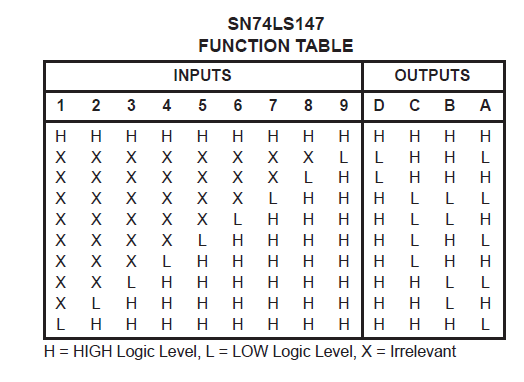 SN74LS147
FUNCTION TABLE
INPUTS OUTPUTS
1 2 3 4 5 6 7 8 9 D C B A
H H H H H H H H H H H H H
X X X X X X X X L L H H L
X X X X X X X L H L H H H
X X X X X X L H H H L L L
X X X X X L H H H H L L H
X X X X L H H H H H L H L
X X X L H H H H H H L H H
X X L H H H H H H H H L L
X L H H H H H H H H H L H
L H H H H H H H H H H H L
H = HIGH Logic Level, L = LOW Logic Level, X = Irrelevant